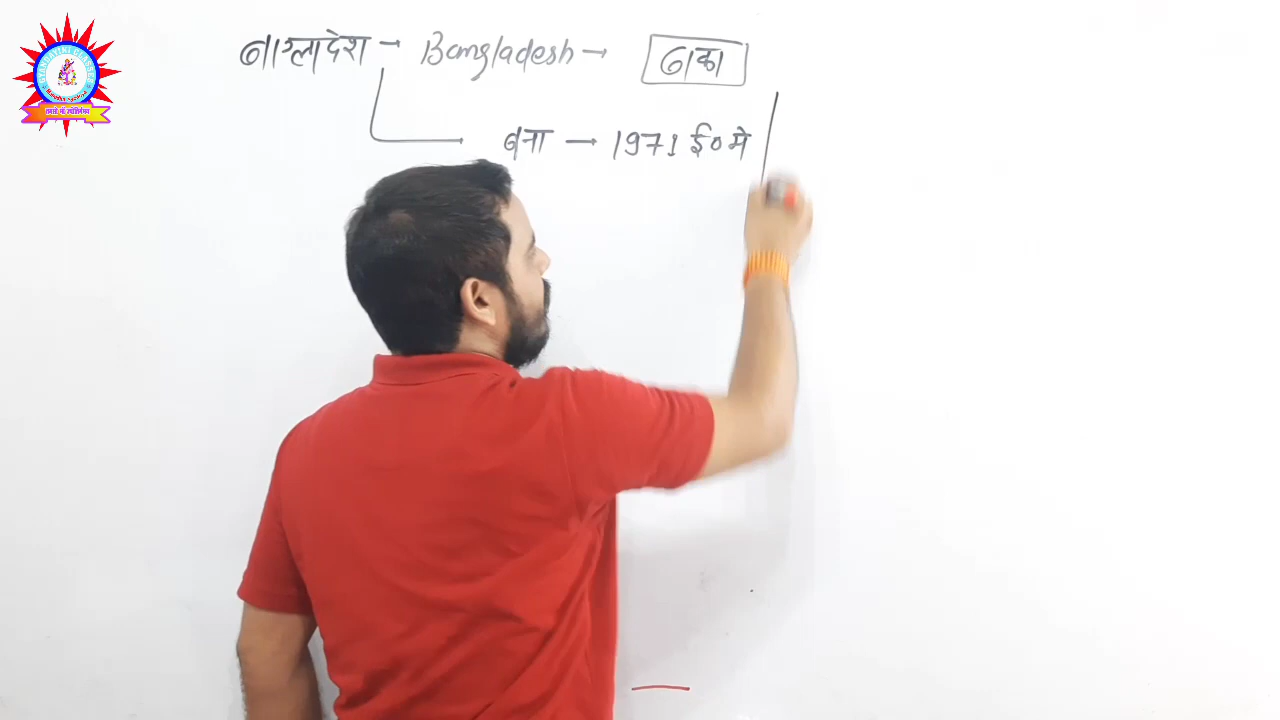 बाग्लादेश → Bangladesh → ढाका
बना → 1971 ई० मे